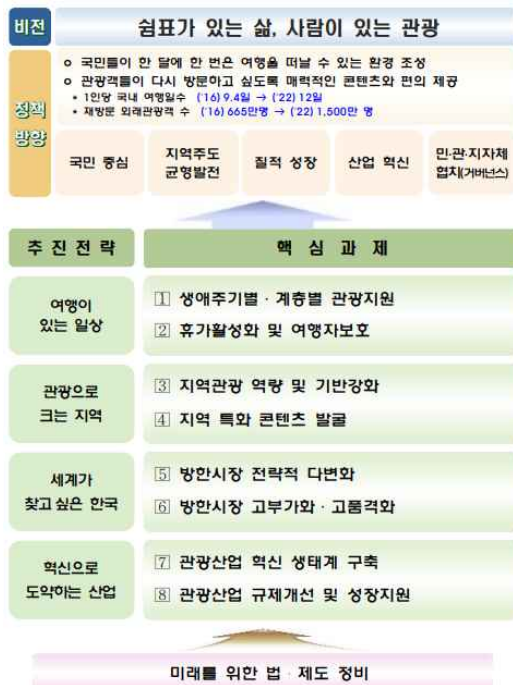 비전
쉼표가 있는 삶, 사람이 있는 관광
정책
방향
o 국민들이 한 달에 한 번은 여행을 떠날 수 있는 환경 조성
o 관광객들이 다시 방문하고 싶도록 매력적인 콘텐츠와 편의 제공
* 1인당 국내 여행일수 ('16) 9.4일 → ('22) 12일
* 재방문 외래관광객 수 ('16) 665만명 → ('22) 1,500만 명
국민 중심
지역주도
균형발전
질적 성장
산업 혁신
민·관·지자체
협치(거버넌스)
추진전략
핵심과제
여행이
있는 일상
1 생애주기별·계층별 관광지원
2 휴가활성화 및 여행자보호
관광으로
크는 지역
3 지역관광 역량 및 기반강화
4 지역 특화 콘텐츠 발굴
세계가
찾고 싶은 한국
5 방한시장 전략적 다변화
6 방한시장 고부가화·고품격화
혁신으로
도약하는 산업
7 관광산업 혁신 생태계 구축
8 관광산업 규제개선 및 성장지원
미래를 위한 법·제도 정비